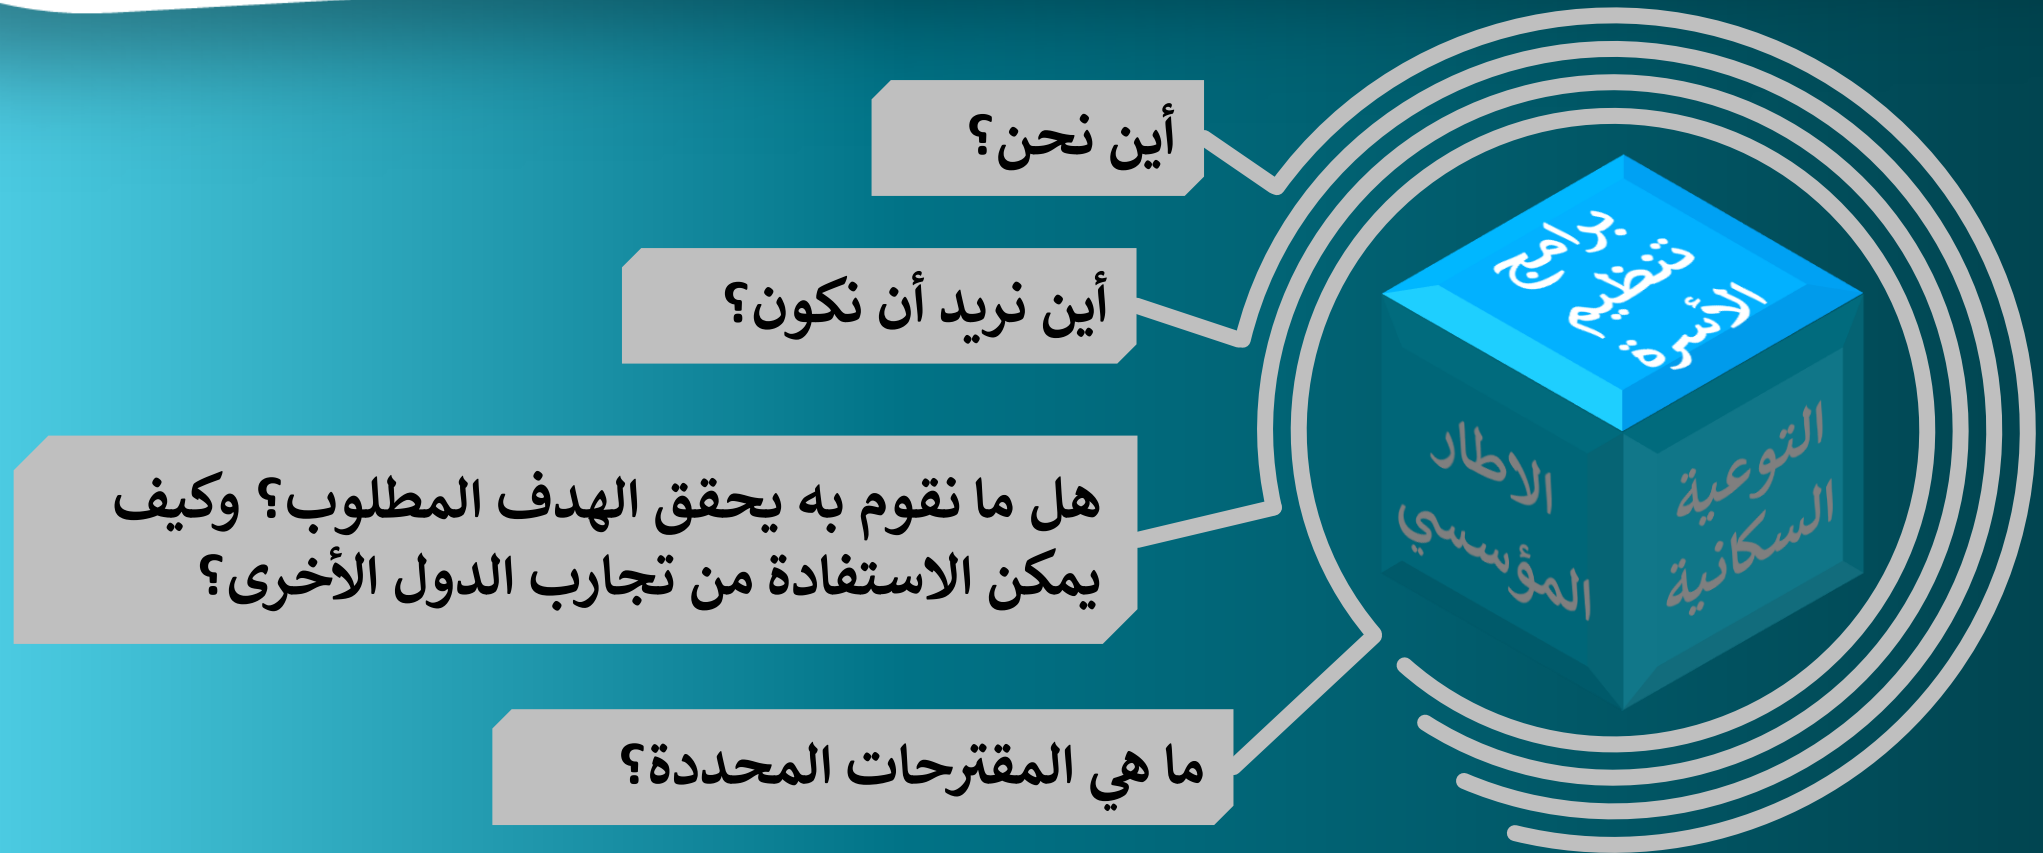 أين نحن؟
أين نريد أن نكون؟
هل ما نقوم به يحقق الهدف المطلوب؟ وكيف
يمكن الاستفادة من تجارب الدول الأخرى؟
ما هي المقترحات المحددة؟
برامج
تنظيم
الأسرة
التوعية
السكانية
الاطار
المؤسسي